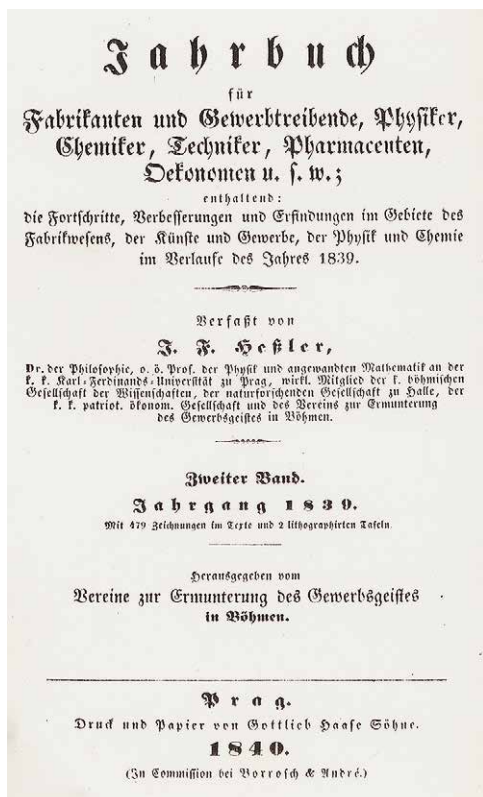 Jahrbuch
für
Fabrikanten und Gewerbtreibende, Physiker,
Chemiker, Techniker, Pharmaceuten,
Oekonomen u. s. w.;
enthaltend:
die Fortschritte, Verbesserungen und Erfindungen im Gebiete des
Fabrikwesens, der Künste und Gewerbe, der Physik und Chemie
im Verlaufe des Jahres 1839.
Verfaßt von
J. F. Heßler,
Dr. der Philosophie, o. ö. Prof. der Physik und angewandten Mathematik an der
k. k. Karl-Ferdinands-Universität zu Prag, wirkl. Mitglied der k. böhmischen
Gesellschaft der Wissenschaften, der naturforschenden Gesellschaft zu Halle, der
k. k. patriot. ökonom. Gesellschaft und des Vereins zur Ermunterung
des Gewerbsgeistes in Böhmen.
Zweiter Band.
Jahrgang 1839.
Mit 479 Zeichnungen im Texte und 2 lithographirten Tafeln
Herausgegeben vom
Vereine zur Ermunterung des Gewerbsgeistes
in Böhmen.
Prag.
Druck und Papier von Gottlieb Haase Söhne.
1840.
(In Commission bei Borrosch & André.)